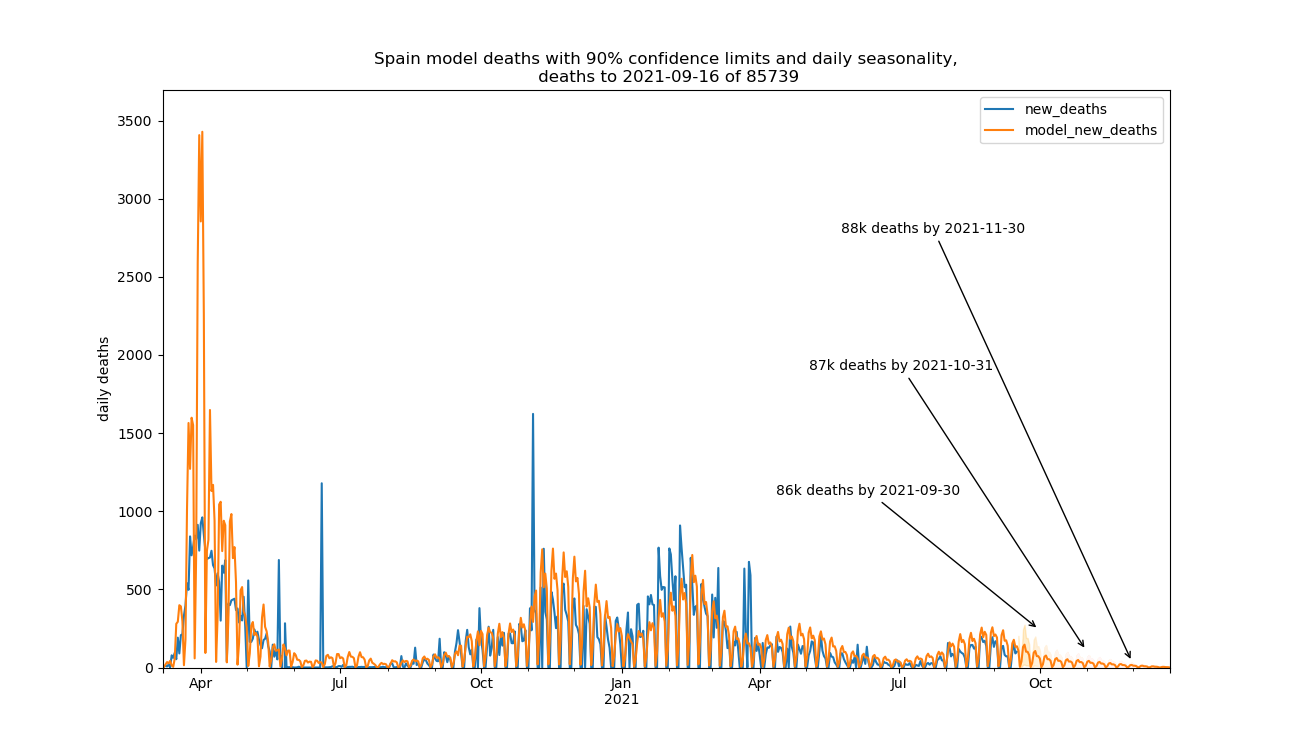 Spain model deaths with 90% confidence limits and daily seasonality,
deaths to 2021-09-16 of 85739
new_deaths
model_new_deaths
daily deaths
3500
3000
2500
2000
1500
1000
500
0
88k deaths by 2021-11-30
87k deaths by 2021-10-31
86k deaths by 2021-09-30
Apr Jul Oct Jan Apr Jul Oct
2021